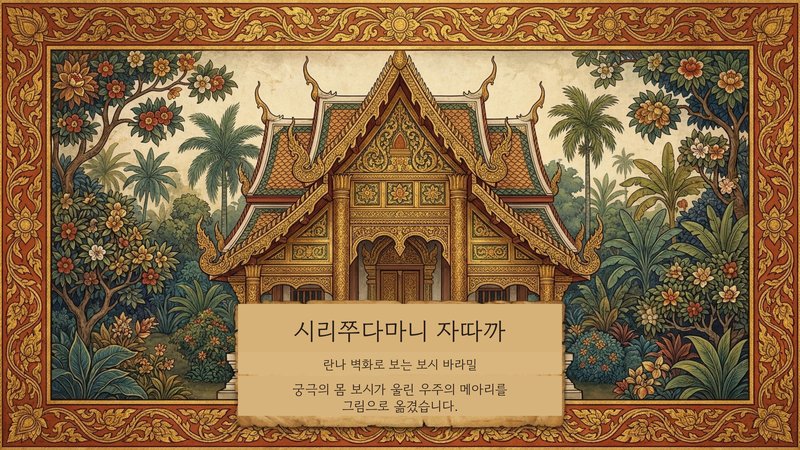 시리쭈다마니 자따까
란나 벽화로 보는 보시 바라밀
궁극의 몸 보시가 울린 우주의 메아리를
그림으로 옮겼습니다.